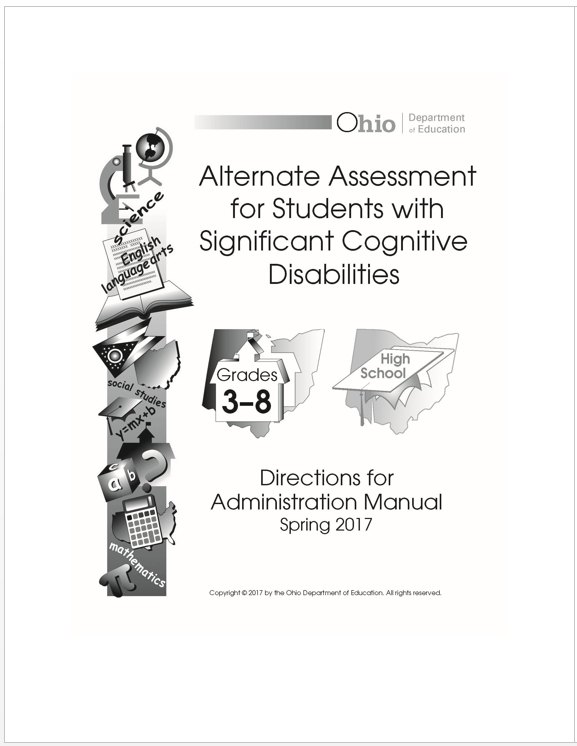 Ohio
Department
of Education
Alternate Assessment
for Students with
Significant Cognitive
Disabilities
science
English
language arts
social studies
y=mx+b
c
a
b
mathematics
π
Grades
3–8
High
School
Directions for
Administration Manual
Spring 2017
Copyright © 2017 by the Ohio Department of Education. All rights reserved.